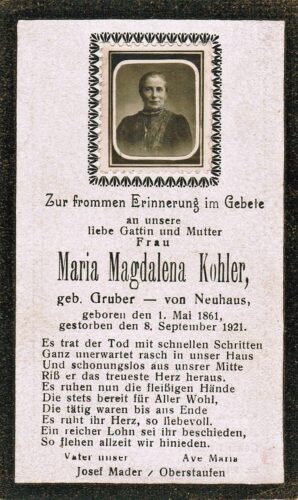 Zur frommen Erinnerung im Gebete
an unsere
liebe Gattin und Mutter
Frau
Maria Magdalena Kohler,
geb. Gruber — von Neuhaus,
geboren den 1. Mai 1861,
gestorben den 8. September 1921.
Es trat der Tod mit schnellen Schritten
Ganz unerwartet rasch in unser Haus
Und schonungslos aus unsrer Mitte
Riß er das treueste Herz heraus.
Es ruhen nun die fleißigen Hände
Die stets bereit für Aller Wohl,
Die tätig waren bis ans Ende
Es ruht ihr Herz, so liebevoll.
Ein reicher Lohn sei ihr beschieden,
So flehen allzeit wir hinieden.
Vater unser Ave Maria
Josef Mader / Oberstaufen